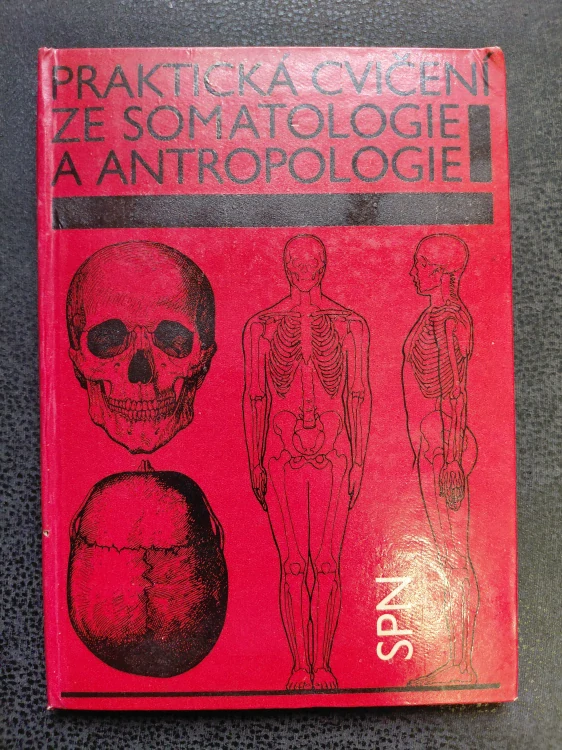 PRAKTICKÁ CVIČENÍ
ZE SOMATOLOGIE
A ANTROPOLOGIE
SPN